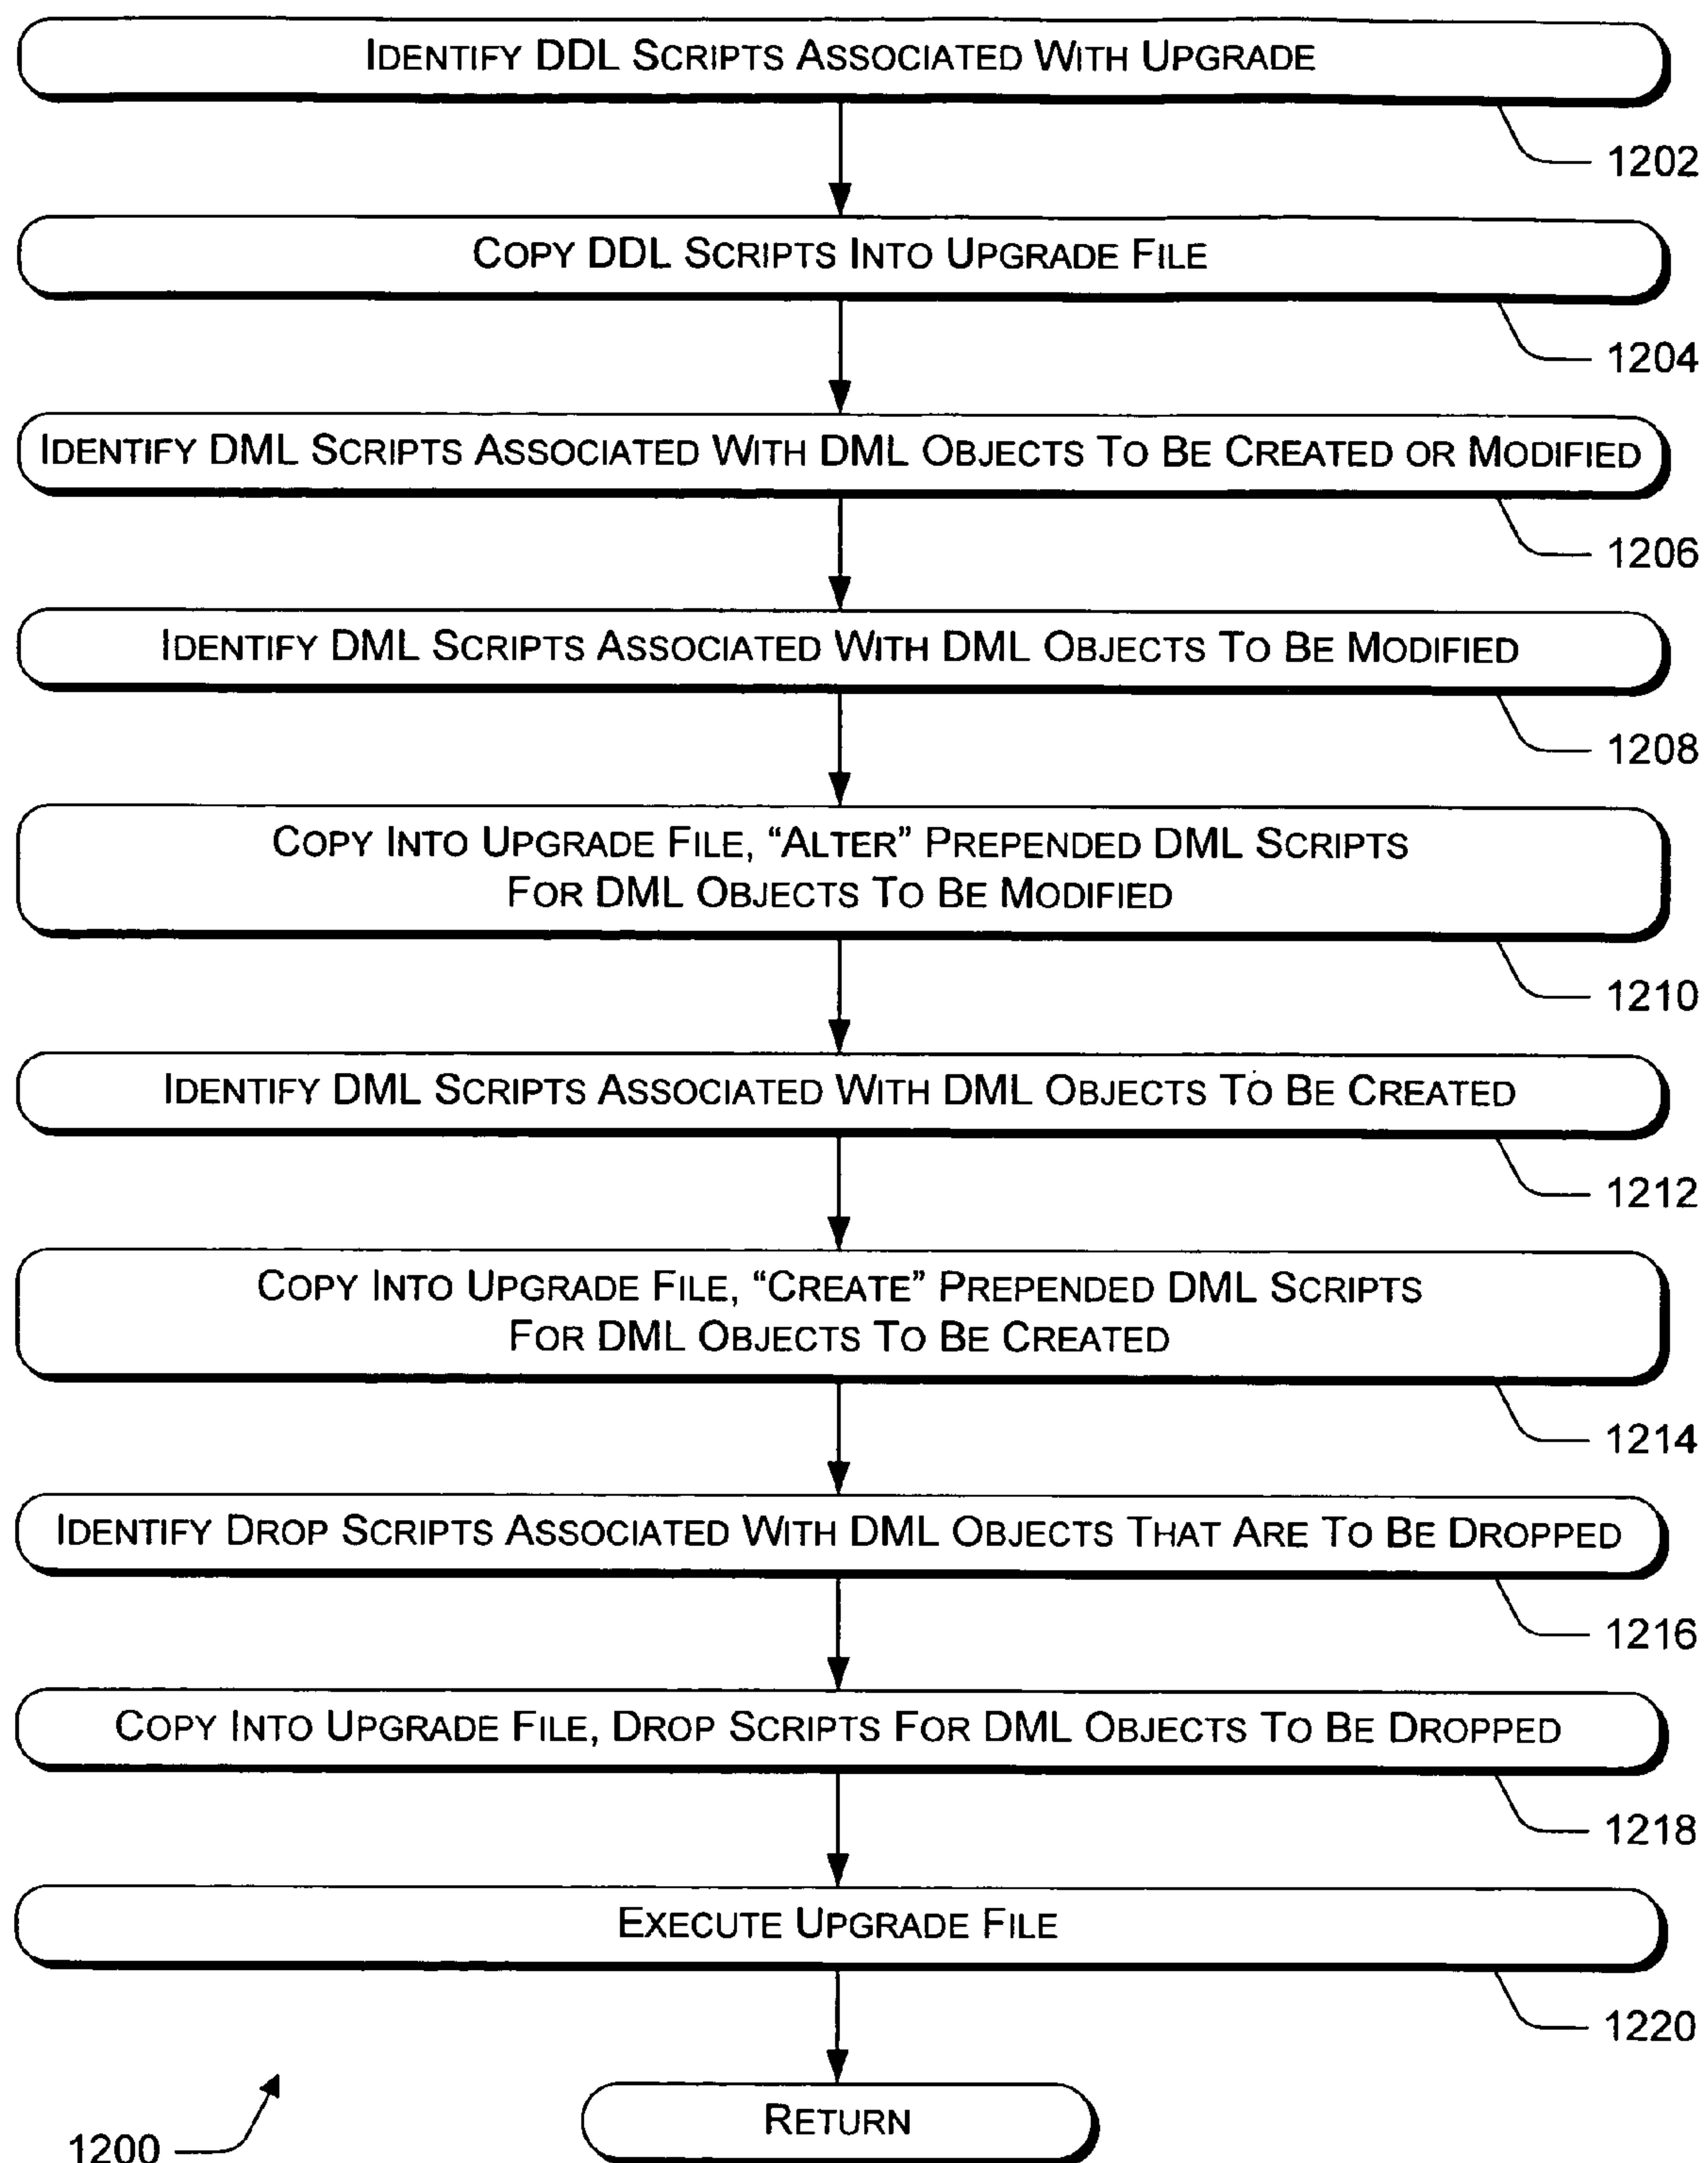 IDENTIFY DDL SCRIPTS ASSOCIATED WITH UPGRADE
1202
COPY DDL SCRIPTS INTO UPGRADE FILE
1204
IDENTIFY DML SCRIPTS ASSOCIATED WITH DML OBJECTS TO BE CREATED OR MODIFIED
1206
IDENTIFY DML SCRIPTS ASSOCIATED WITH DML OBJECTS TO BE MODIFIED
1208
COPY INTO UPGRADE FILE, “ALTER” PREPENDED DML SCRIPTS
FOR DML OBJECTS TO BE MODIFIED
1210
IDENTIFY DML SCRIPTS ASSOCIATED WITH DML OBJECTS TO BE CREATED
1212
COPY INTO UPGRADE FILE, “CREATE” PREPENDED DML SCRIPTS
FOR DML OBJECTS TO BE CREATED
1214
IDENTIFY DROP SCRIPTS ASSOCIATED WITH DML OBJECTS THAT ARE TO BE DROPPED
1216
COPY INTO UPGRADE FILE, DROP SCRIPTS FOR DML OBJECTS TO BE DROPPED
1218
EXECUTE UPGRADE FILE
1220
RETURN
1200